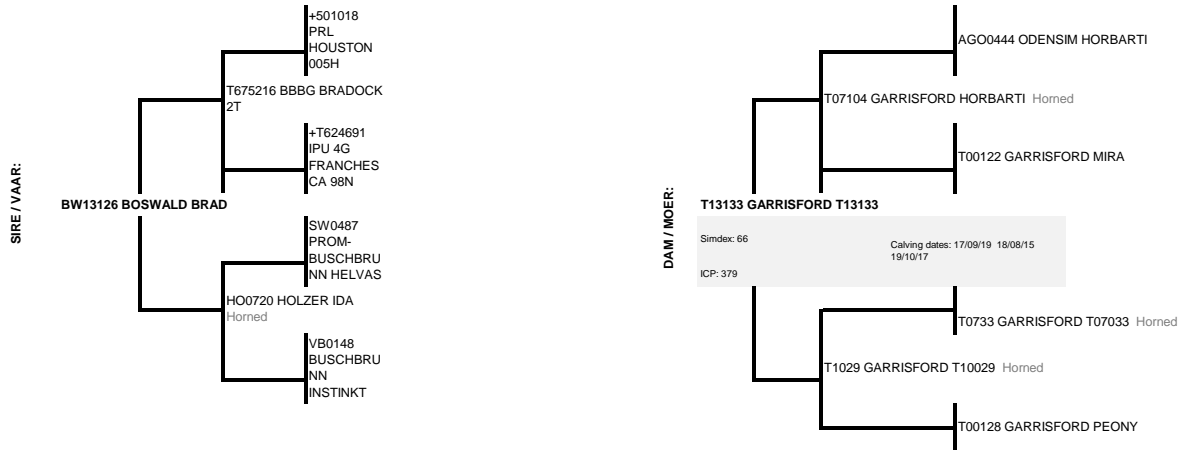 SIRE / VAAR:
+501018
PRL
HOUSTON
005H
T675216 BBBG BRADOCK
2T
+T624691
IPU 4G
FRANCHES
CA 98N
BW13126 BOSWALD BRAD
SW0487
PROM-
BUSCHBRU
NN HELVAS
HO0720 HOLZER IDA
Horned
VB0148
BUSCHBRU
NN
INSTINKT
DAM / MOER:
AGO0444 ODENSIM HORBARTI
T07104 GARRISFORD HORBARTI Horned
T00122 GARRISFORD MIRA
T13133 GARRISFORD T13133
Simdex: 66
Calving dates: 17/09/19 18/08/15
19/10/17
ICP: 379
T0733 GARRISFORD T07033 Horned
T1029 GARRISFORD T10029 Horned
T00128 GARRISFORD PEONY